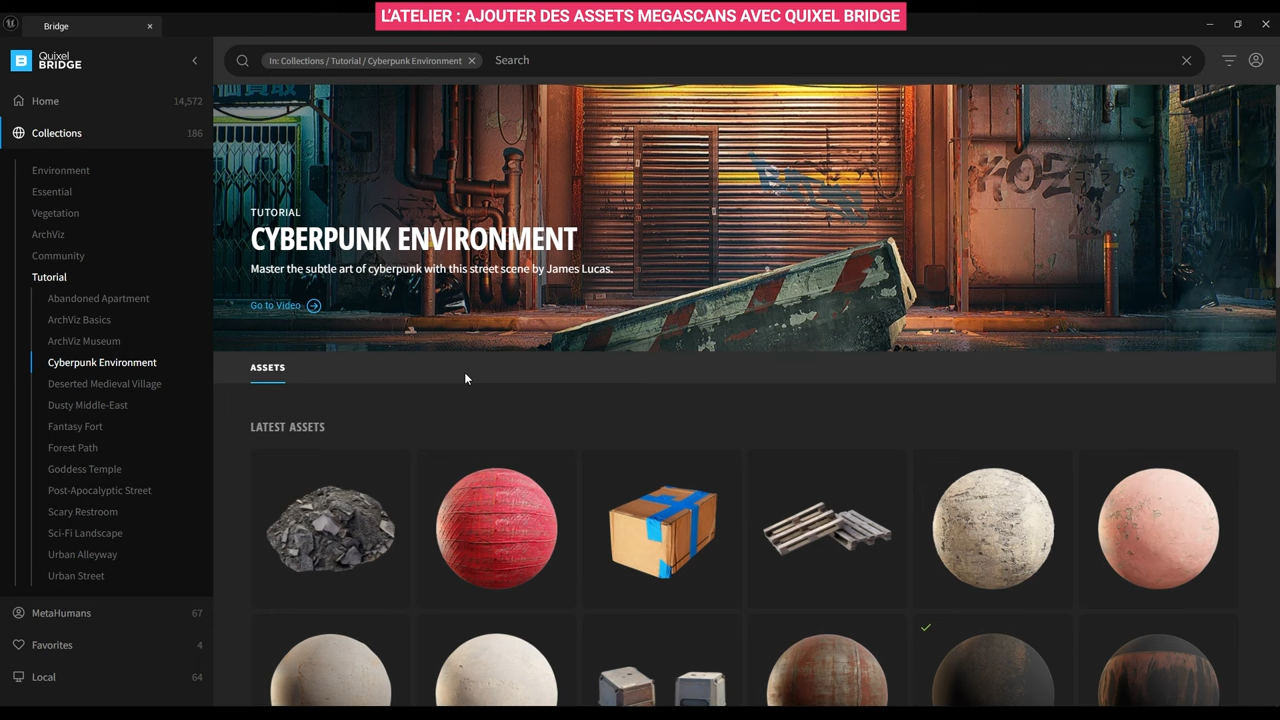 L'ATELIER : AJOUTER DES ASSETS MEGASCANS AVEC QUIXEL BRIDGE
Bridge
Quixel
BRIDGE
In: Collections / Tutorial / Cyberpunk Environment
Search
Home 14,572
Collections 186
Environment
Essential
Vegetation
ArchViz
Community
Tutorial
Abandoned Apartment
ArchViz Basics
ArchViz Museum
Cyberpunk Environment
Deserted Medieval Village
Dusty Middle-East
Fantasy Fort
Forest Path
Goddess Temple
Post-Apocalyptic Street
Scary Restroom
Sci-Fi Landscape
Urban Alleyway
Urban Street
MetaHumans 67
Favorites 4
Local 64
TUTORIAL
CYBERPUNK ENVIRONMENT
Master the subtle art of cyberpunk with this street scene by James Lucas.
Go to Video
ASSETS
LATEST ASSETS